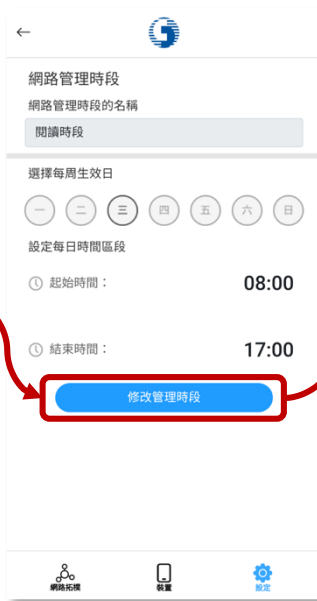 網路管理時段
網路管理時段的名稱
閱讀時段
選擇每周生效日
一 二 三 四 五 六 日
設定每日時間區段
起始時間： 08:00
結束時間： 17:00
修改管理時段
網路拓樸 裝置 設定